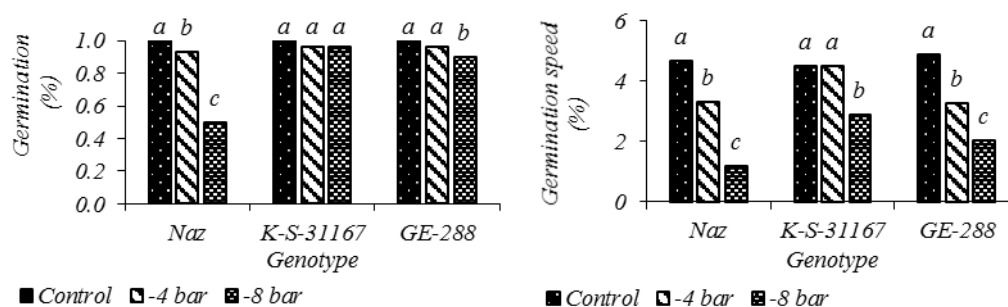 Germination
(%)
1.0
0.8
0.6
0.4
0.2
0.0
a b c
a a a
a a b
Naz K-S-31167 GE-288
Genotype
Control -4 bar -8 bar
Germination speed
(%)
6
4
2
0
a b c
a a b
a b c
Naz K-S-31167 GE-288
Genotype
Control -4 bar -8 bar